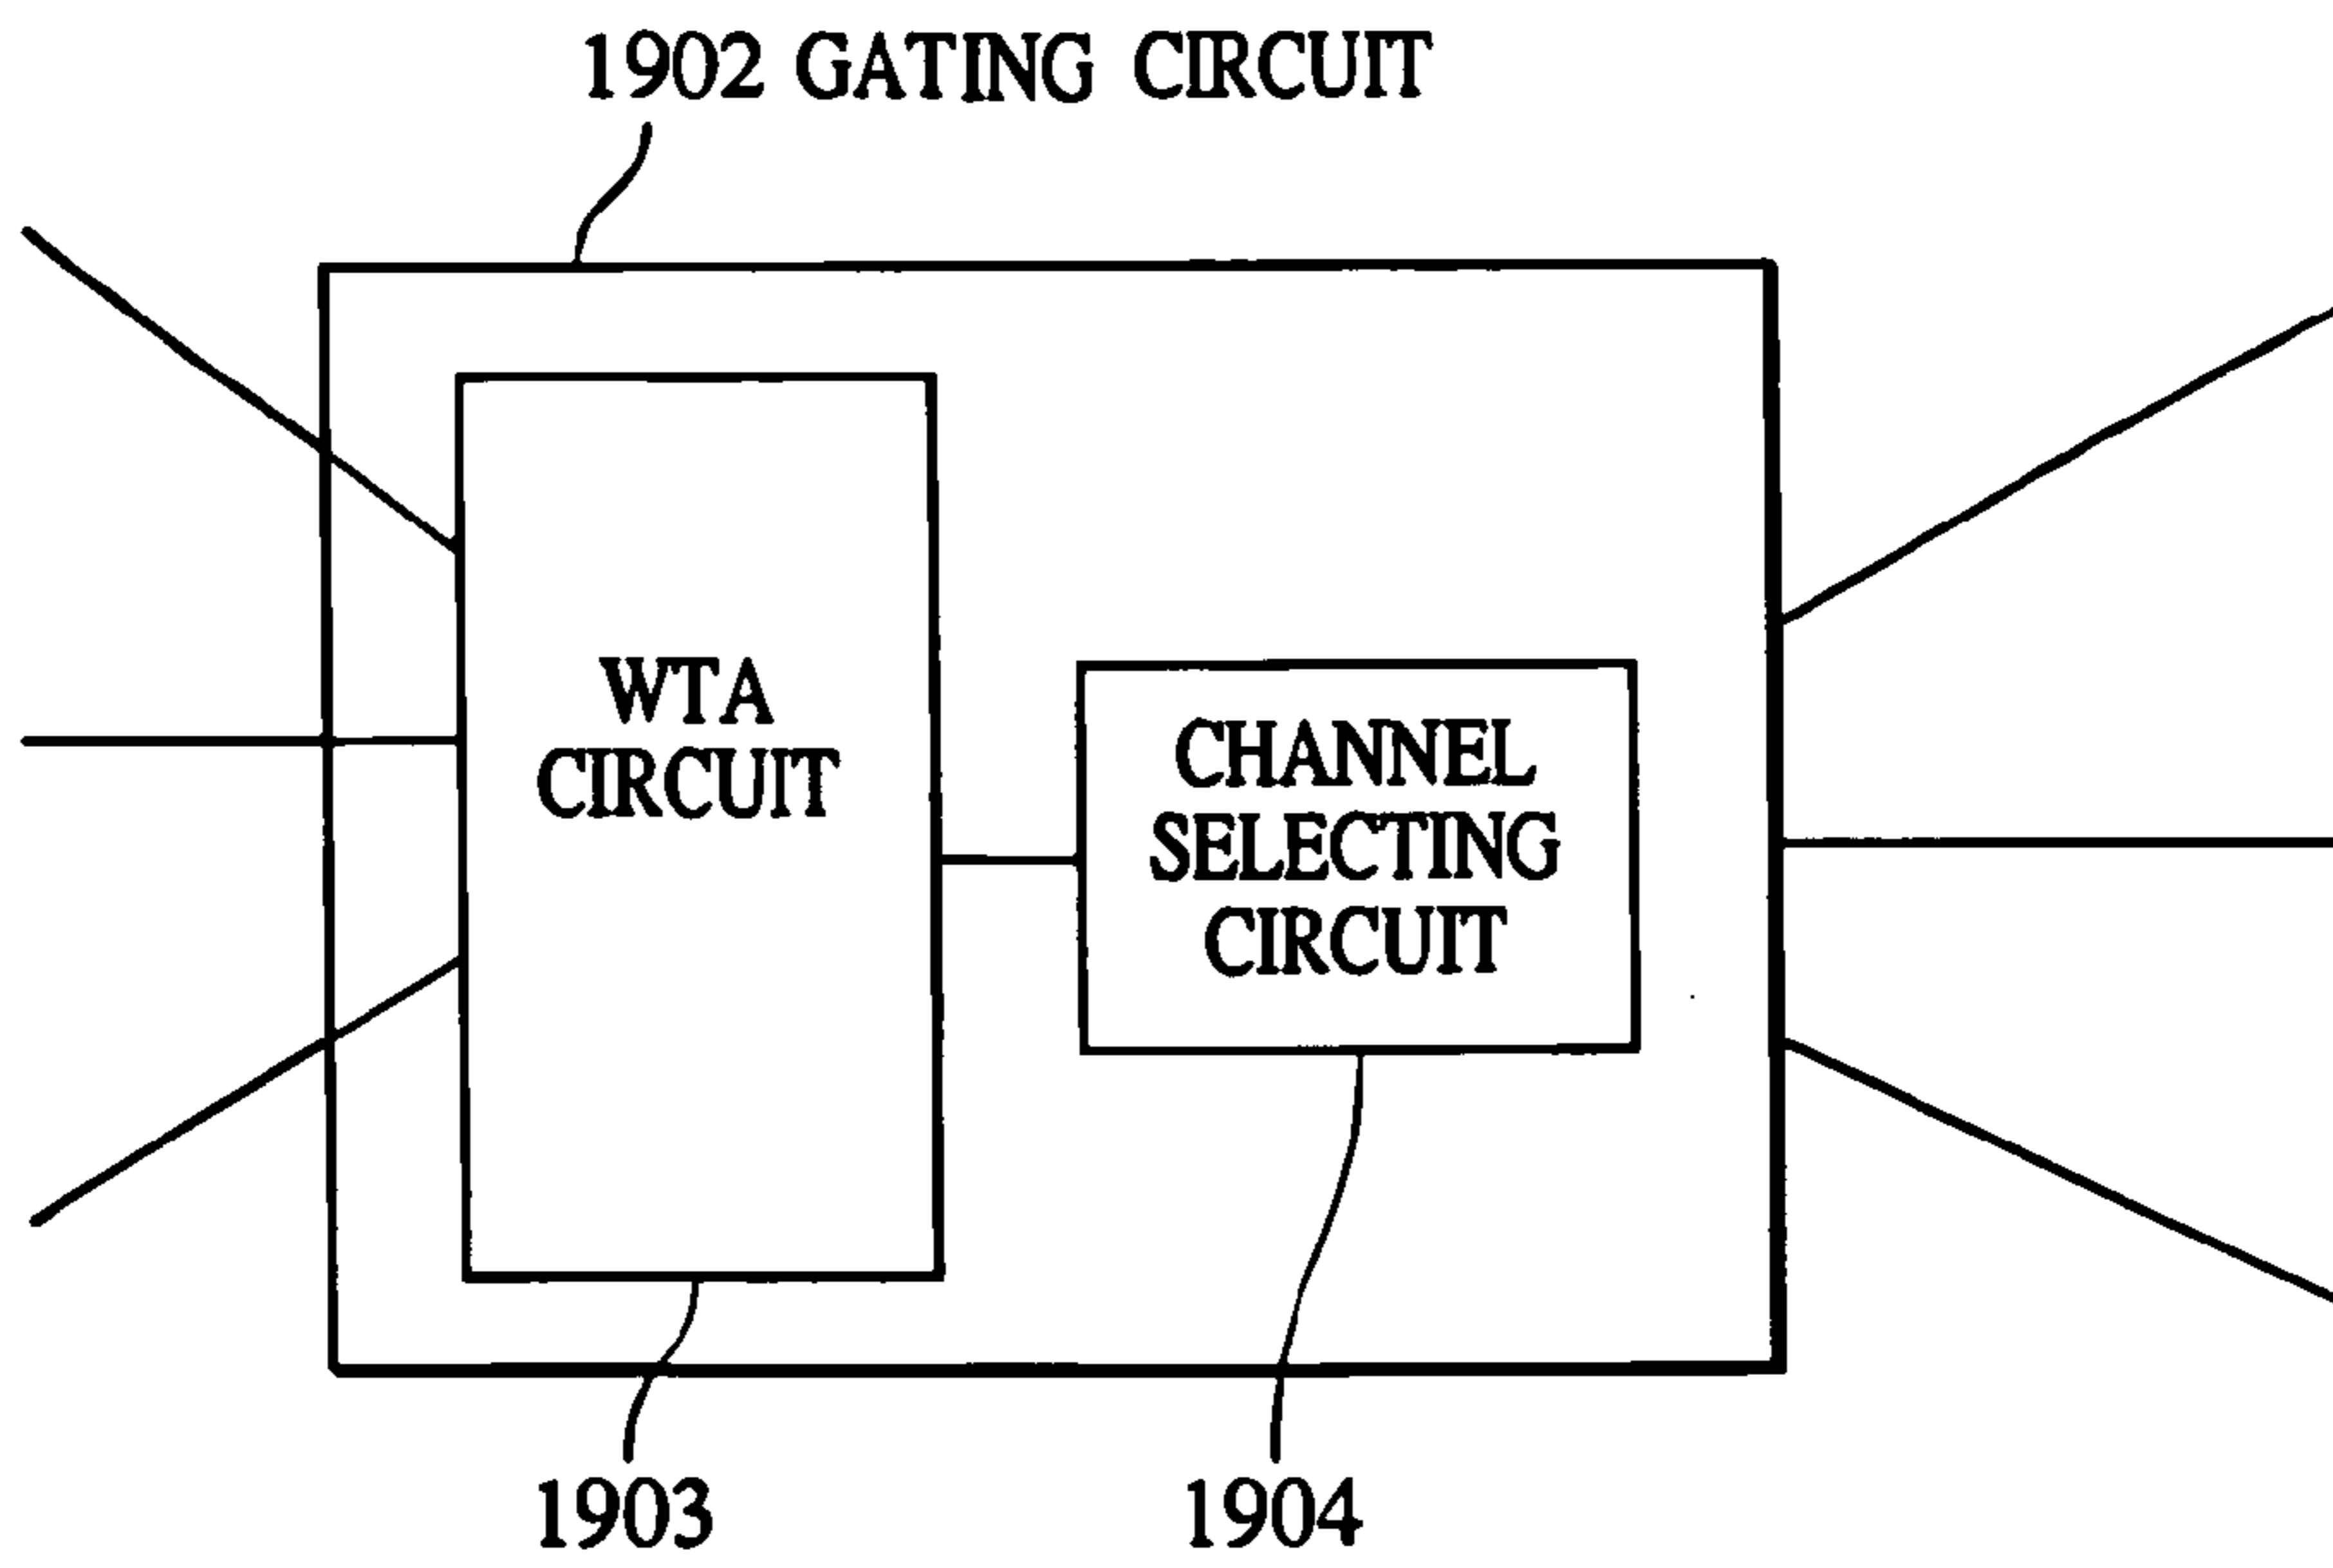 1902 GATING CIRCUIT
WTA
CIRCUIT
CHANNEL
SELECTING
CIRCUIT
1903
1904